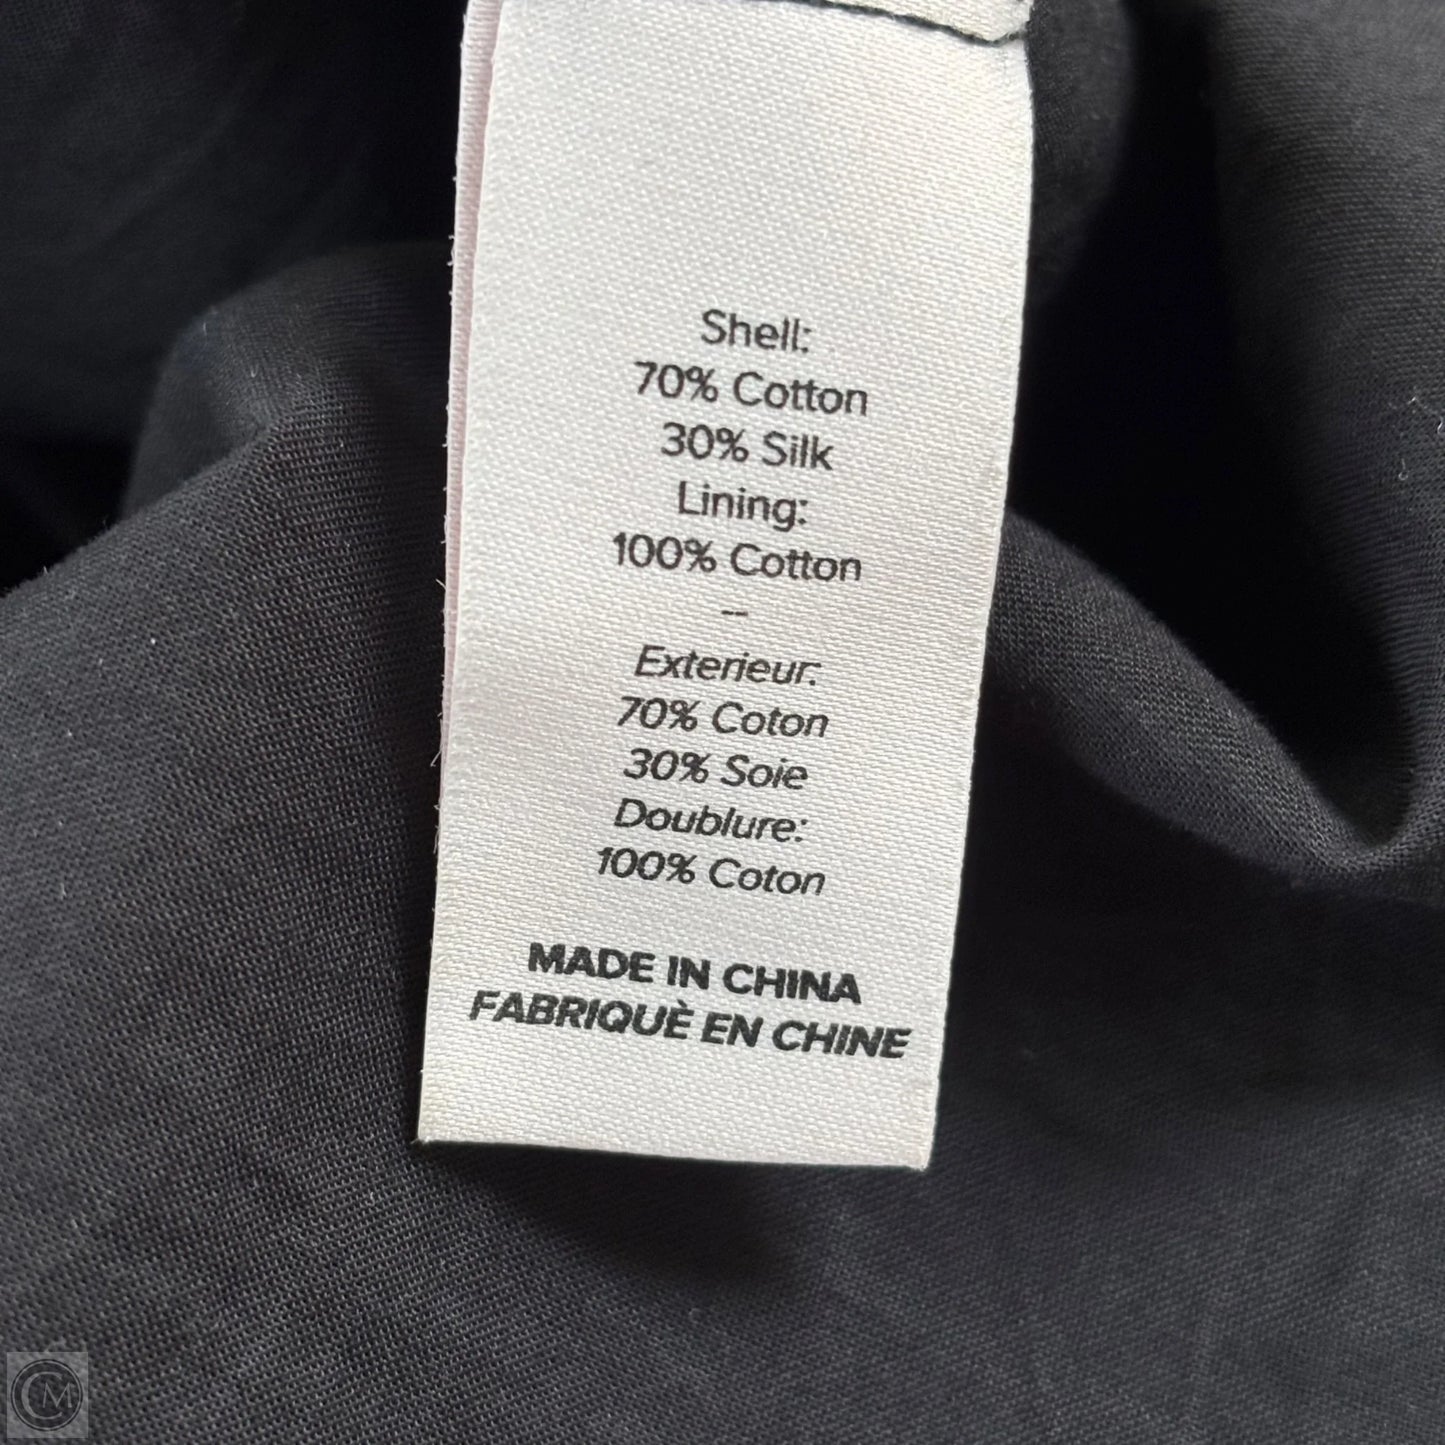 Shell:
70% Cotton
30% Silk
Lining:
100% Cotton
--
Exterieur:
70% Coton
30% Soie
Doublure:
100% Coton
MADE IN CHINA
FABRIQUÈ EN CHINE
CM